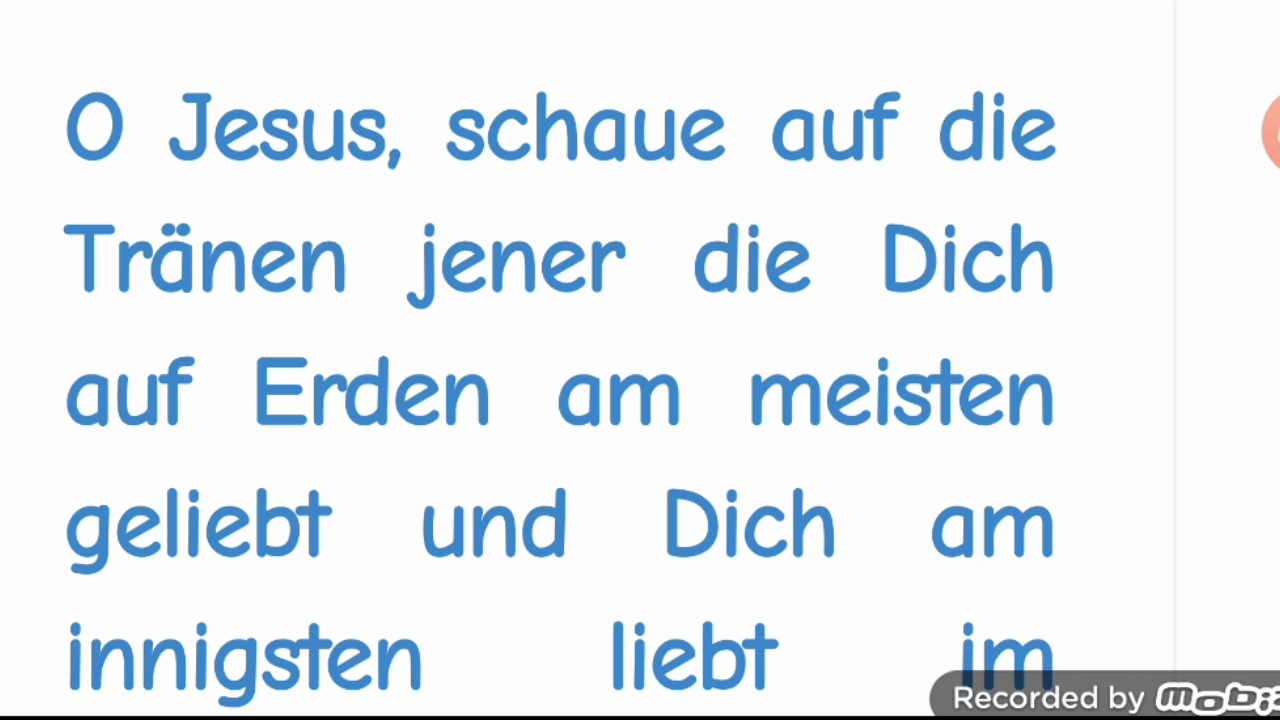 O Jesus, schaue auf die
Tränen jener die Dich
auf Erden am meisten
geliebt und Dich am
innigsten liebt im
Recorded by